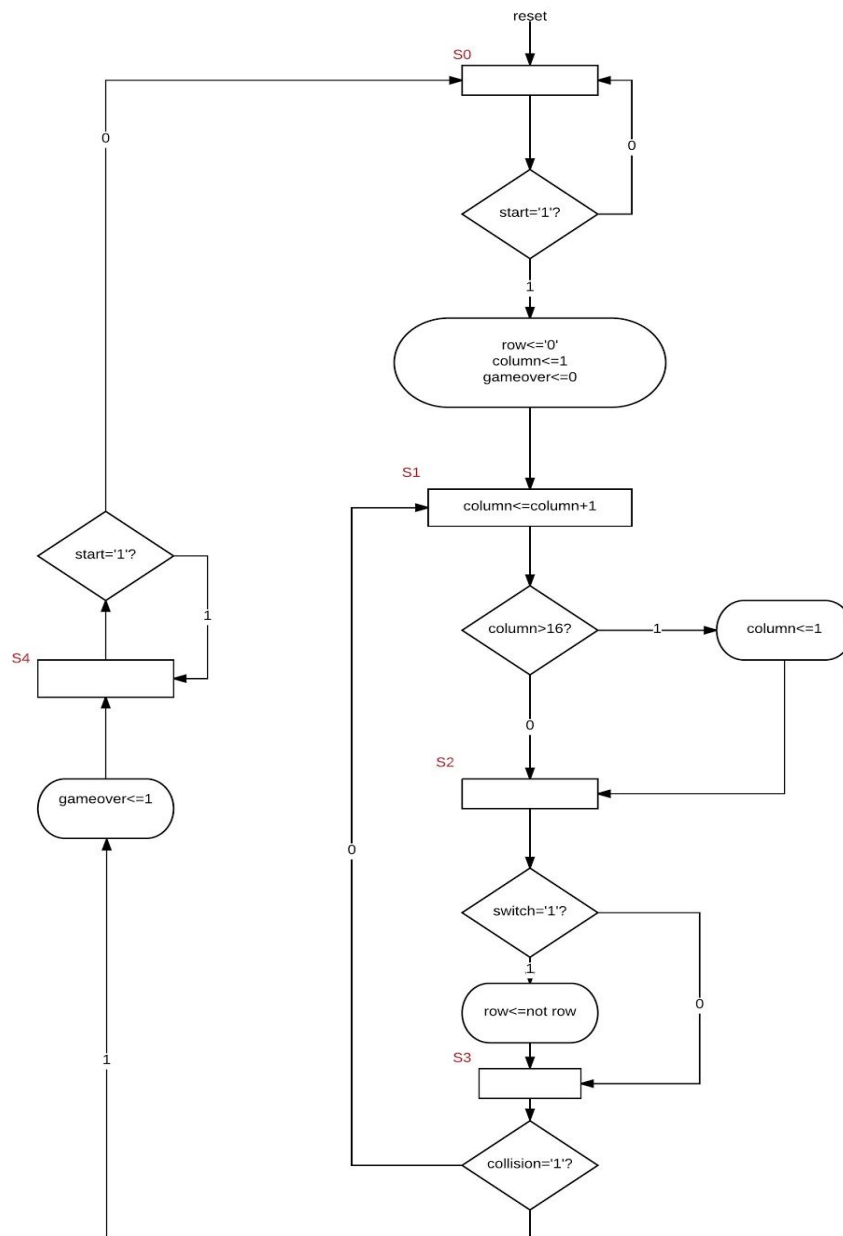 reset
S0
0
0
start='1'?
1
row<='0'
column<=1
gameover<=0
S1
column<=column+1
start='1'?
1
column>16?
1
column<=1
S4
0
S2
gameover<=1
0
switch='1'?
1
0
row<=not row
S3
1
collision='1'?